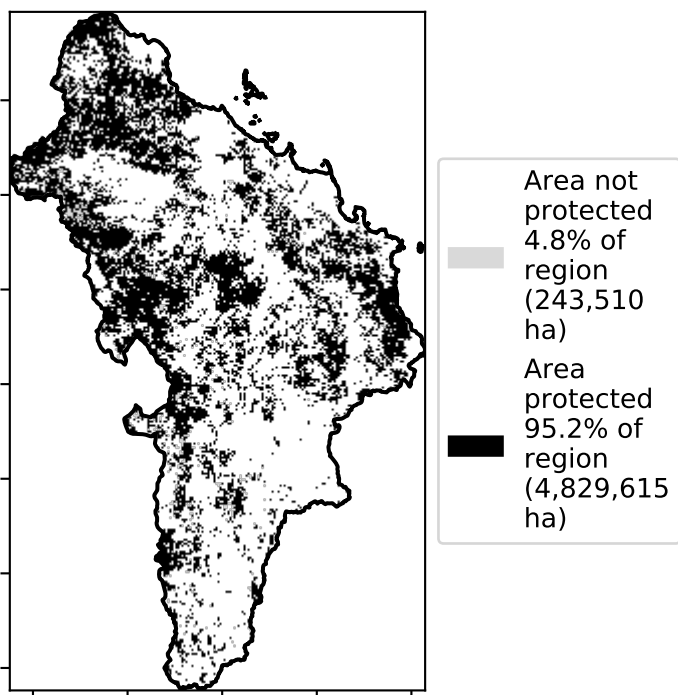 Area not
protected
4.8% of
region
(243,510
ha)
Area
protected
95.2% of
region
(4,829,615
ha)